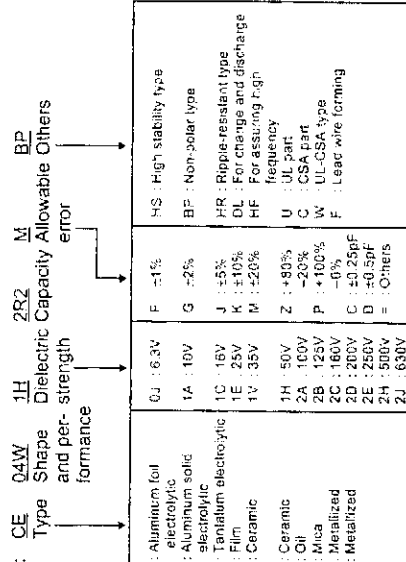 : CE 04W 1H 2R2 M BP
Type Shape Dielectric Capacity Allowable Others
and per- strength error
formance
: Aluminum foil
electrolytic
: Aluminum solid
electrolytic
: Tantalum electrolytic
: Film
: Ceramic
: Ceramic
: Oil
: Mica
: Metallized
: Metallized
0J : 6.3V
1A : 10V
1C : 16V
1E : 25V
1V : 35V
1H : 50V
2A : 100V
2B : 125V
2C : 160V
2D : 200V
2E : 250V
2H : 500V
2J : 630V
F : ±1%
G : ±2%
J : ±5%
K : ±10%
M : ±20%
Z : +80%
-20%
P : +100%
-0%
C : ±0.25pF
D : ±0.5pF
= : Others
HS : High stability type
BP : Non-polar type
HR : Ripple-resistant type
DL : For change and discharge
HF : For assuring high
frequency
U : UL part
C : CSA part
W : UL-CSA type
F : Lead wire forming